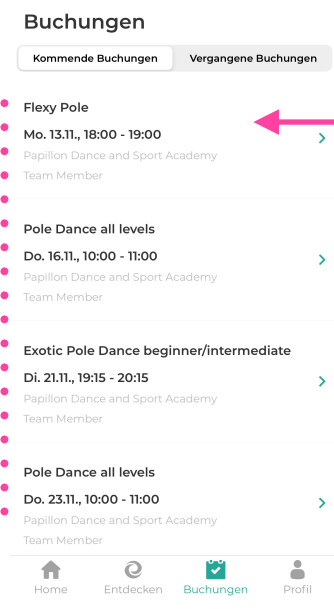 Buchungen
Kommende Buchungen
Vergangene Buchungen
Flexy Pole
Mo. 13.11., 18:00 - 19:00
Papillon Dance and Sport Academy
Team Member
Pole Dance all levels
Do. 16.11., 10:00 - 11:00
Papillon Dance and Sport Academy
Team Member
Exotic Pole Dance beginner/intermediate
Di. 21.11., 19:15 - 20:15
Papillon Dance and Sport Academy
Team Member
Pole Dance all levels
Do. 23.11., 10:00 - 11:00
Papillon Dance and Sport Academy
Team Member
Home
Entdecken
Buchungen
Profil